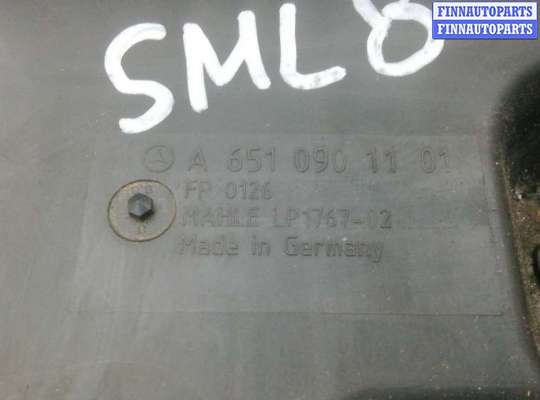 FINNAUTOPARTS
FINNAUTOPARTS
SML8
A 651 090 11 01
FP 0126
MAHLE LP1767-02
Made in Germany